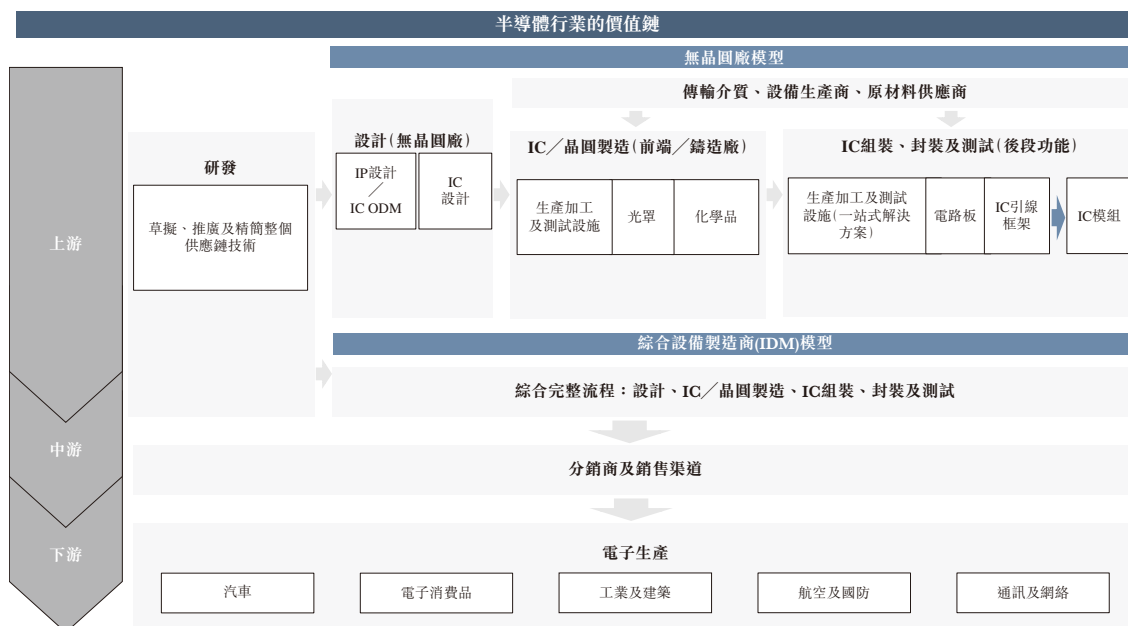 半導體行業的價值鏈
無晶圓廠模型
傳輸介質、設備生產商、原材料供應商
設計(無晶圓廠)
IC／晶圓製造(前端／鑄造廠)
IC組裝、封裝及測試(後段功能)
研發
IP設計
／
IC ODM
IC
設計
生產加工
及測試設施
光罩
化學品
生產加工及測試
設施(一站式解決
方案)
電路板
IC引線
框架
IC模組
草擬、推廣及精簡整個
供應鏈技術
上游
綜合設備製造商(IDM)模型
綜合完整流程：設計、IC／晶圓製造、IC組裝、封裝及測試
中游
分銷商及銷售渠道
下游
電子生產
汽車
電子消費品
工業及建築
航空及國防
通訊及網絡